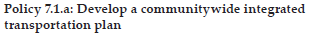 Policy 7.1.a: Develop a communitywide integrated
transportation plan